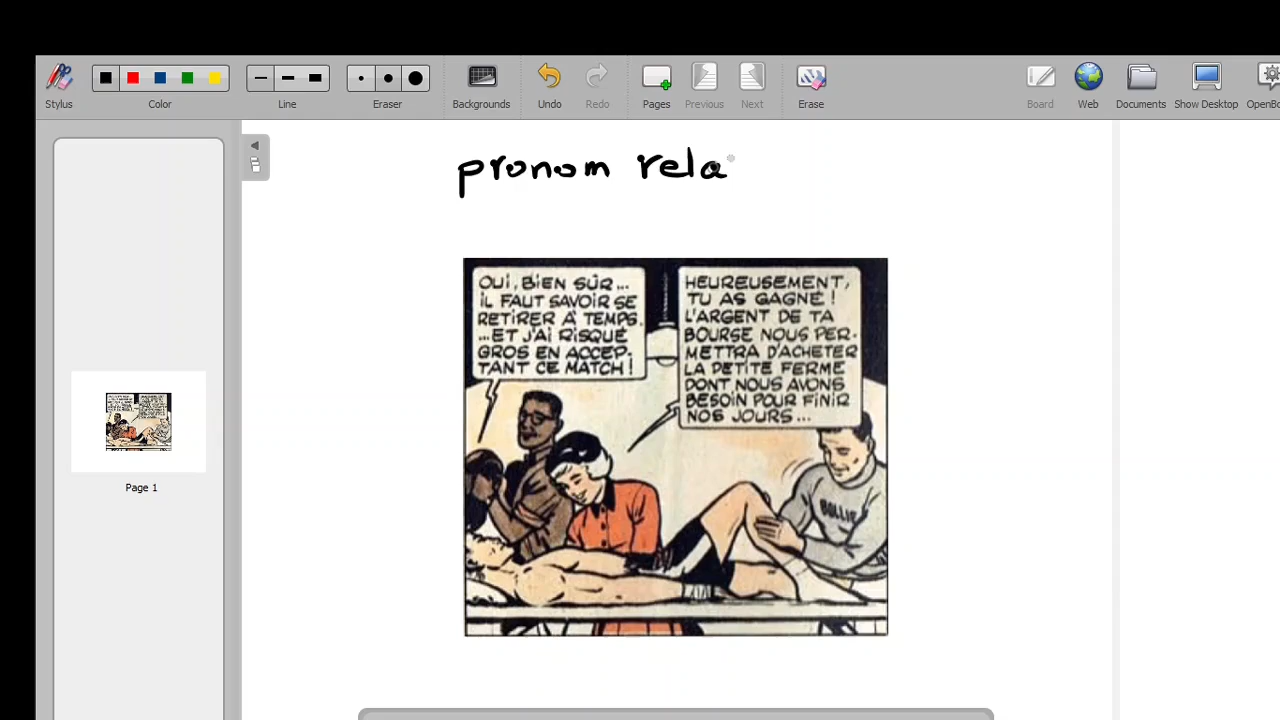 Stylus
Color
Line
Eraser
Backgrounds
Undo
Redo
Pages
Previous
Next
Erase
Board
Web
Documents
Show Desktop
OpenBo
pronom rela
OUI, BIEN SÛR...
IL FAUT SAVOIR SE
RETIRER À TEMPS.
...ET J'AI RISQUÉ
GROS EN ACCEP-
TANT CE MATCH!
HEUREUSEMENT,
TU AS GAGNÉ!
L'ARGENT DE TA
BOURSE NOUS PER-
METTRA D'ACHETER
LA PETITE FERME
DONT NOUS AVONS
BESOIN POUR FINIR
NOS JOURS...
Page 1